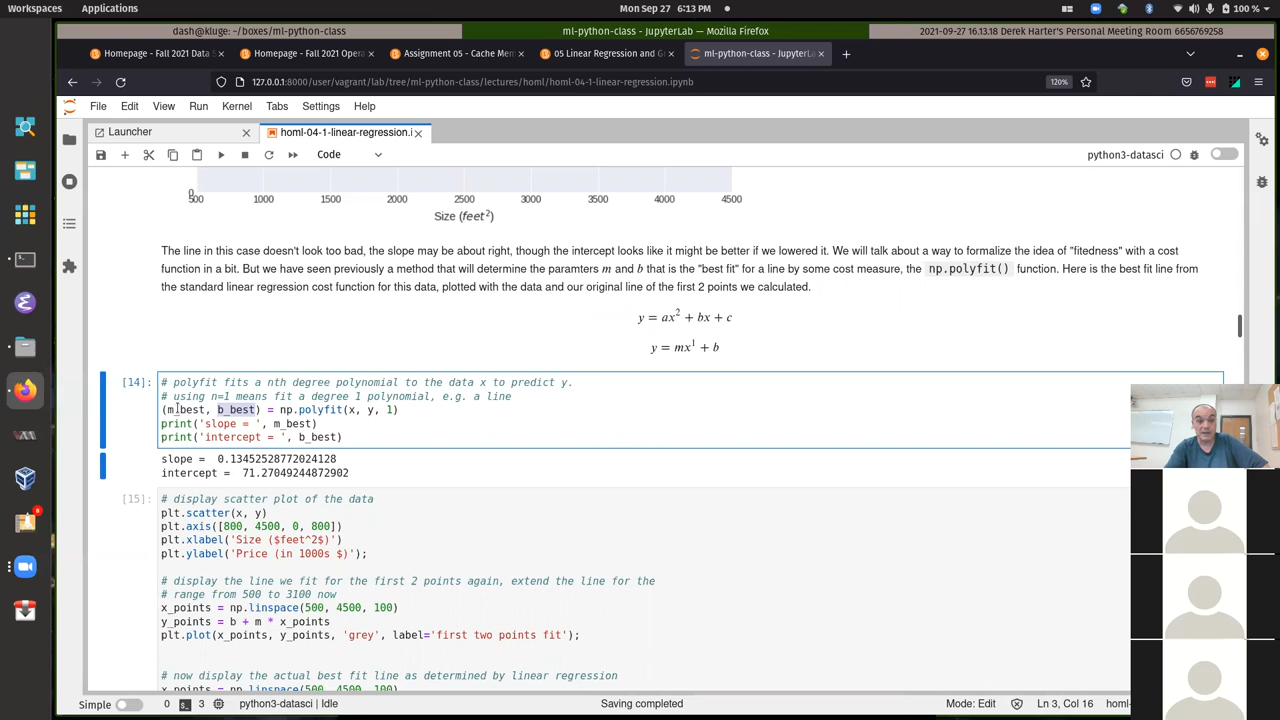 Workspaces Applications Mon Sep 27 6:13 PM 100 %
dash@kluge: ~/boxes/ml-python-class ml-python-class - JupyterLab — Mozilla Firefox 2021-09-27 16.13.18 Derek Harter's Personal Meeting Room 6656769258
Homepage - Fall 2021 Data S Homepage - Fall 2021 Opera Assignment 05 - Cache Mem 05 Linear Regression and G ml-python-class - JupyterLab
127.0.0.1:8000/user/vagrant/lab/tree/ml-python-class/lectures/homl/homl-04-1-linear-regression.ipynb 120%
File Edit View Run Kernel Tabs Settings Help
Launcher homl-04-1-linear-regression.i
Code python3-datasci
0
500 1000 1500 2000 2500 3000 3500 4000 4500
Size (feet²)
The line in this case doesn't look too bad, the slope may be about right, though the intercept looks like it might be better if we lowered it. We will talk about a way to formalize the idea of "fitedness" with a cost
function in a bit. But we have seen previously a method that will determine the paramters m and b that is the "best fit" for a line by some cost measure, the np.polyfit() function. Here is the best fit line from
the standard linear regression cost function for this data, plotted with the data and our original line of the first 2 points we calculated.
y = ax² + bx + c
y = mx¹ + b
[14]: # polyfit fits a nth degree polynomial to the data x to predict y.
# using n=1 means fit a degree 1 polynomial, e.g. a line
(m_best, b_best) = np.polyfit(x, y, 1)
print('slope = ', m_best)
print('intercept = ', b_best)
slope =  0.13452528772024128
intercept =  71.27049244872902
[15]: # display scatter plot of the data
plt.scatter(x, y)
plt.axis([800, 4500, 0, 800])
plt.xlabel('Size ($feet^2$)')
plt.ylabel('Price (in 1000s $)');
# display the line we fit for the first 2 points again, extend the line for the
# range from 500 to 3100 now
x_points = np.linspace(500, 4500, 100)
y_points = b + m * x_points
plt.plot(x_points, y_points, 'grey', label='first two points fit');
# now display the actual best fit line as determined by linear regression
x_points = np.linspace(500, 4500, 100)
Simple 0 3 python3-datasci | Idle Saving completed Mode: Edit Ln 3, Col 16 homl-